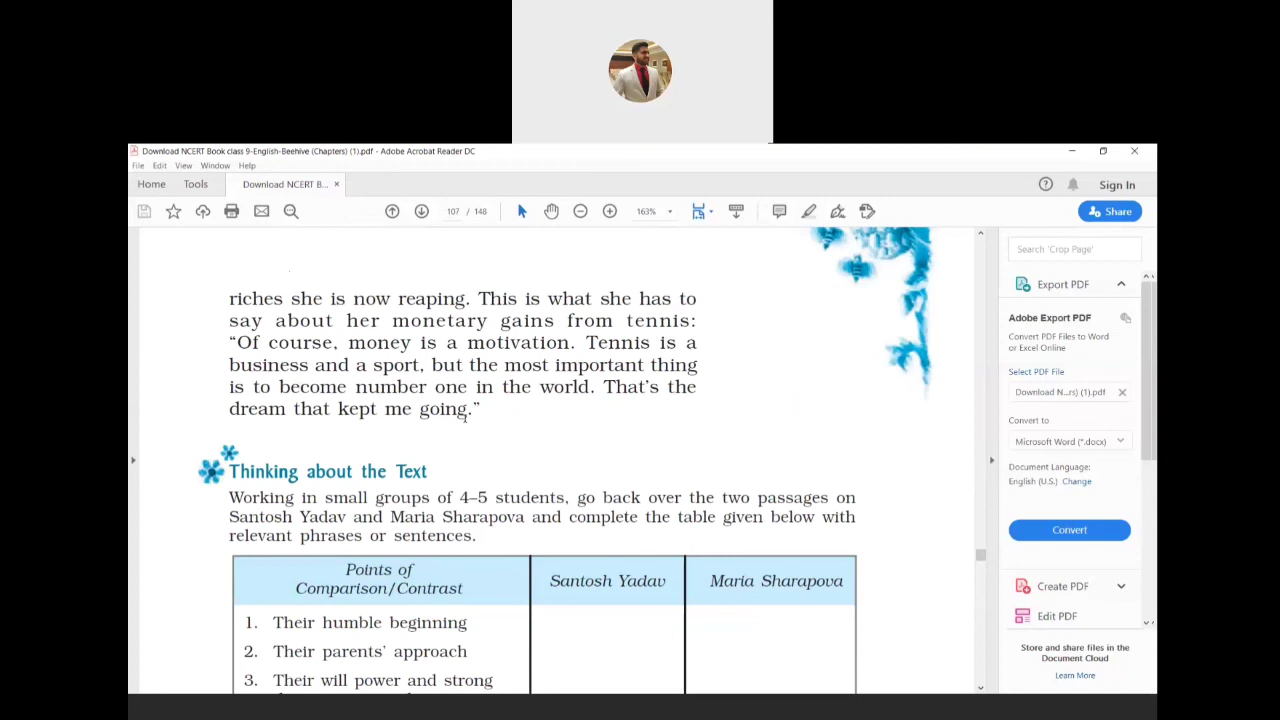 Download NCERT Book class 9-English-Beehive (Chapters) (1).pdf - Adobe Acrobat Reader DC
File Edit View Window Help
Home Tools Download NCERT B... × Sign In
107 / 148 163% Share
riches she is now reaping. This is what she has to
say about her monetary gains from tennis:
“Of course, money is a motivation. Tennis is a
business and a sport, but the most important thing
is to become number one in the world. That’s the
dream that kept me going.”
Thinking about the Text
Working in small groups of 4–5 students, go back over the two passages on
Santosh Yadav and Maria Sharapova and complete the table given below with
relevant phrases or sentences.
Points of
Comparison/Contrast
Santosh Yadav
Maria Sharapova
1. Their humble beginning
2. Their parents’ approach
3. Their will power and strong
Search 'Crop Page'
Export PDF
Adobe Export PDF
Convert PDF Files to Word
or Excel Online
Select PDF File
Download N...rs) (1).pdf
Convert to
Microsoft Word (*.docx)
Document Language:
English (U.S.) Change
Convert
Create PDF
Edit PDF
Store and share files in the
Document Cloud
Learn More